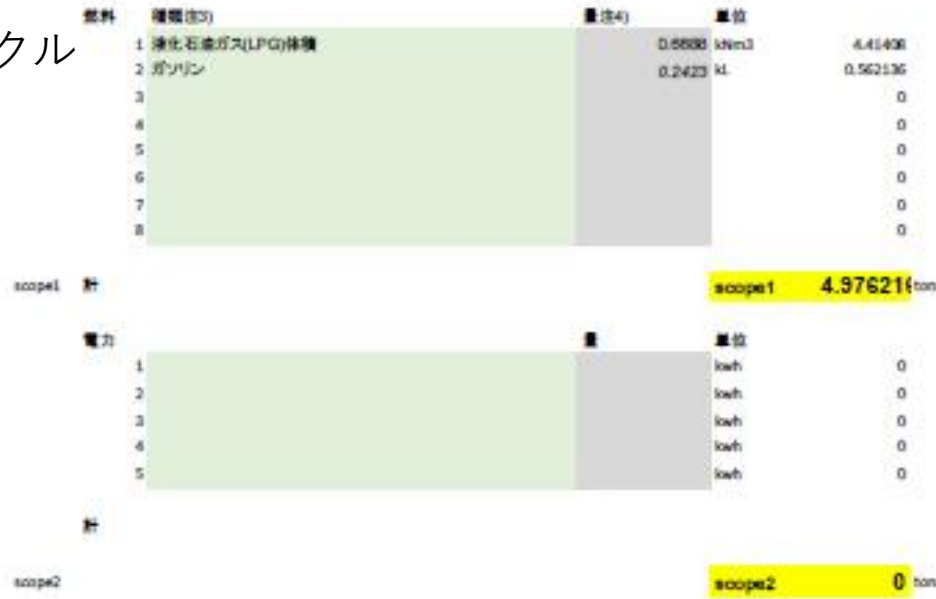 燃料 種類注3) 量注4) 単位
クル
1 液化石油ガス(LPG)体積 0.6688 kNm3 4.41408
2 ガソリン 0.2423 kL 0.562136
3 0
4 0
5 0
6 0
7 0
8 0
scope1 計 scope1 4.976216 ton
電力 量 単位
1 kwh 0
2 kwh 0
3 kwh 0
4 kwh 0
5 kwh 0
計
scope2 scope2 0 ton